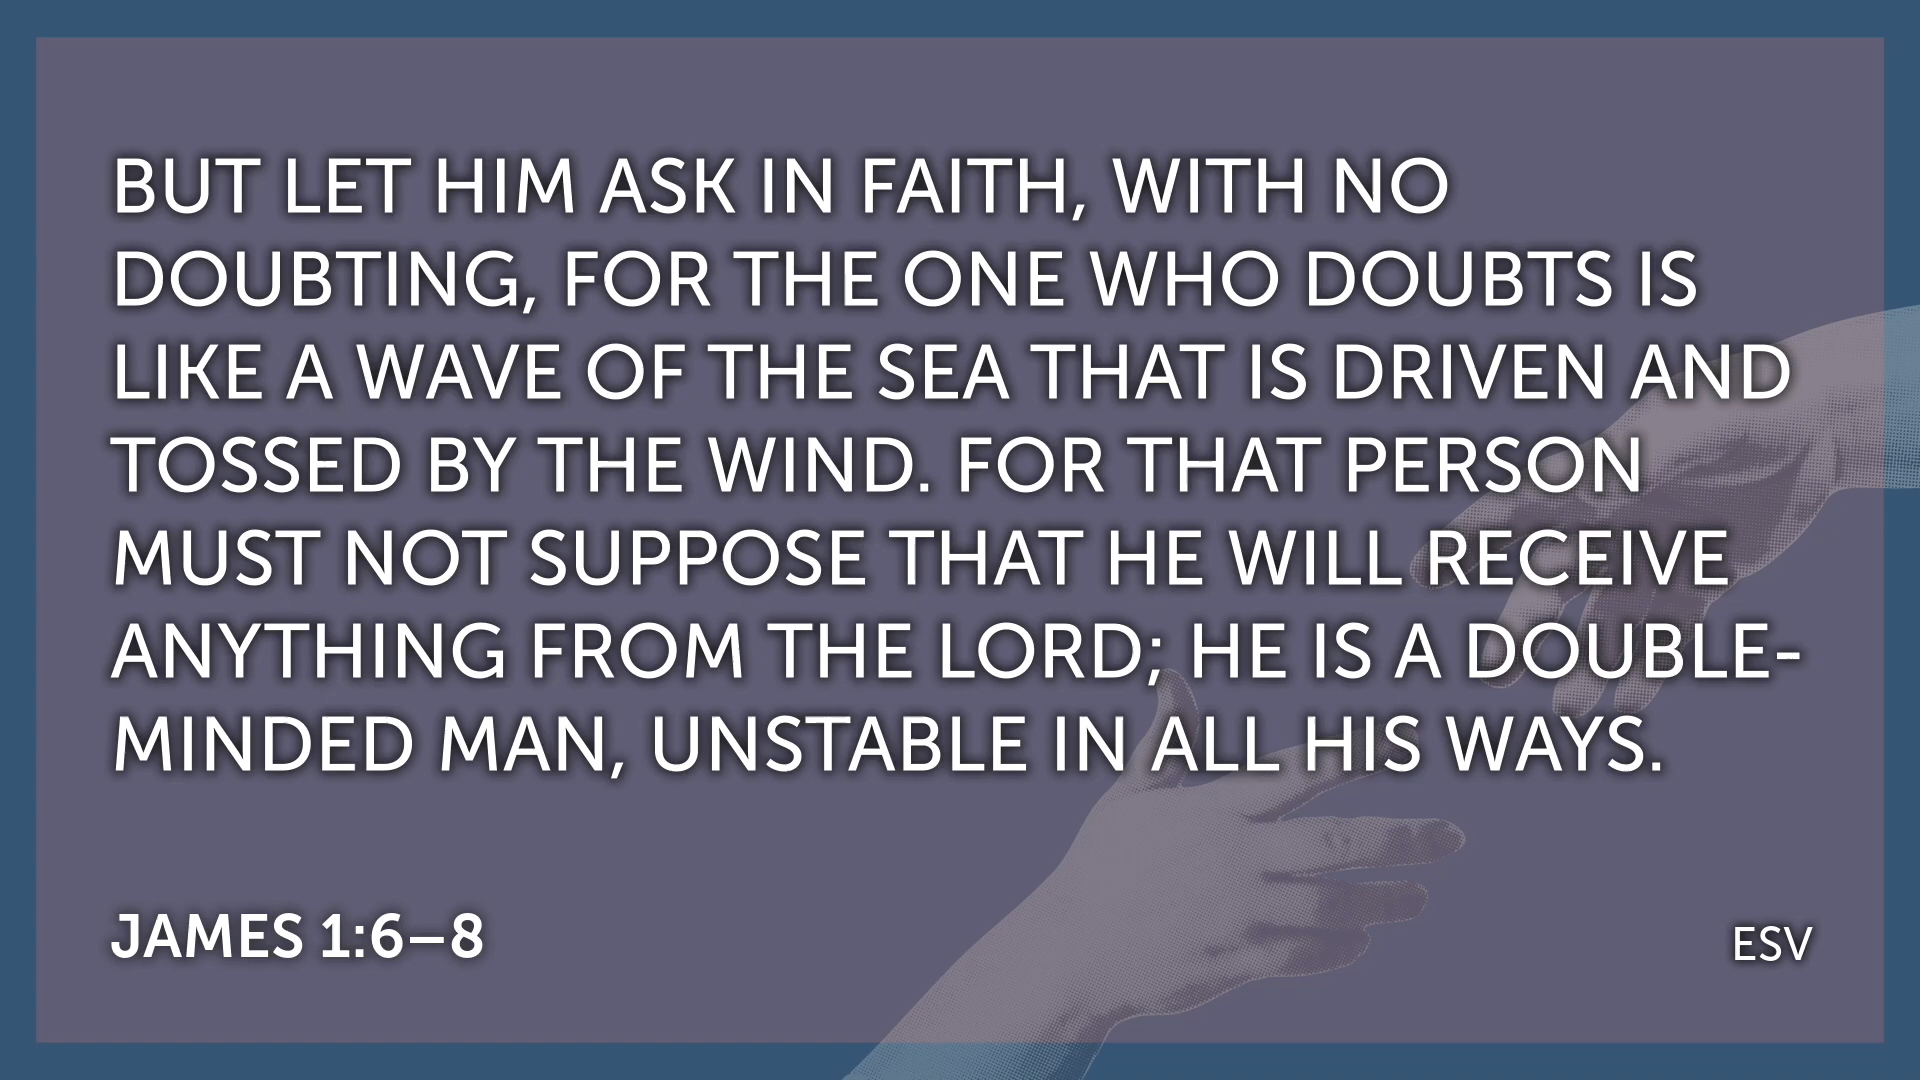 BUT LET HIM ASK IN FAITH, WITH NO
DOUBTING, FOR THE ONE WHO DOUBTS IS
LIKE A WAVE OF THE SEA THAT IS DRIVEN AND
TOSSED BY THE WIND. FOR THAT PERSON
MUST NOT SUPPOSE THAT HE WILL RECEIVE
ANYTHING FROM THE LORD; HE IS A DOUBLE-
MINDED MAN, UNSTABLE IN ALL HIS WAYS.
JAMES 1:6–8
ESV